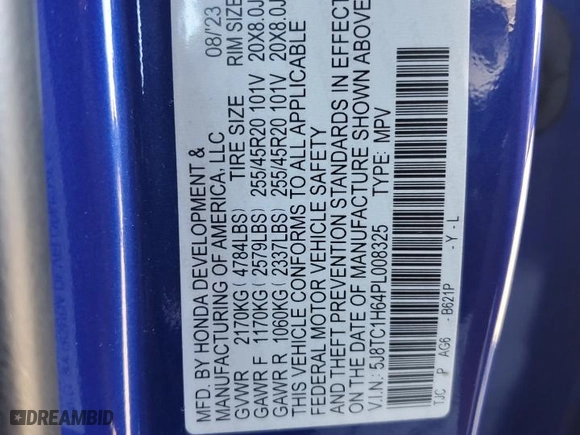 MFD. BY HONDA DEVELOPMENT & 08/23
MANUFACTURING OF AMERICA, LLC
GVWR 2170KG( 4784LBS) TIRE SIZE RIM SIZE
GAWR F 1170KG( 2579LBS) 255/45R20 101V 20X8.0J
GAWR R 1060KG( 2337LBS) 255/45R20 101V 20X8.0J
THIS VEHICLE CONFORMS TO ALL APPLICABLE
FEDERAL MOTOR VEHICLE SAFETY
AND THEFT PREVENTION STANDARDS IN EFFECT
ON THE DATE OF MANUFACTURE SHOWN ABOVE
V.I.N: 5J8TC1H64PL008325 TYPE: MPV
TJC P AG6 - B621P - Y - L
DREAMBID